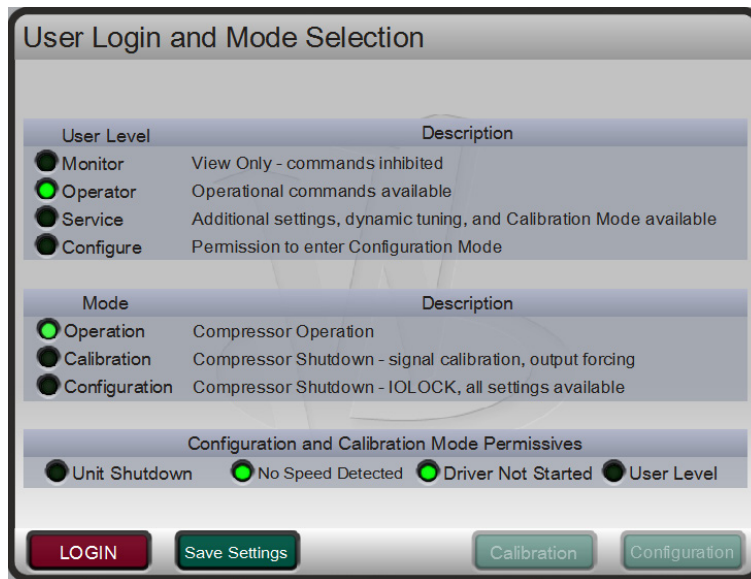 User Login and Mode Selection
User Level Description
Monitor View Only - commands inhibited
Operator Operational commands available
Service Additional settings, dynamic tuning, and Calibration Mode available
Configure Permission to enter Configuration Mode
Mode Description
Operation Compressor Operation
Calibration Compressor Shutdown - signal calibration, output forcing
Configuration Compressor Shutdown - IOLOCK, all settings available
Configuration and Calibration Mode Permissives
Unit Shutdown No Speed Detected Driver Not Started User Level
LOGIN Save Settings Calibration Configuration